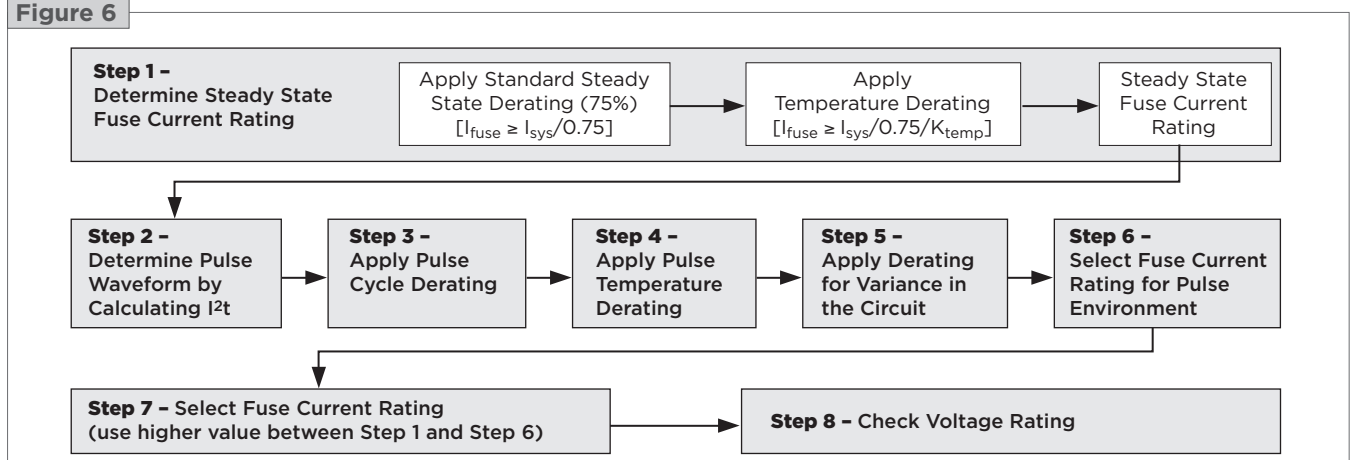 Figure 6
Step 1 –
Determine Steady State
Fuse Current Rating
Apply Standard Steady
State Derating (75%)
[Ifuse ≥ Isys/0.75]
Apply
Temperature Derating
[Ifuse ≥ Isys/0.75/Ktemp]
Steady State
Fuse Current
Rating
Step 2 –
Determine Pulse
Waveform by
Calculating I²t
Step 3 –
Apply Pulse
Cycle Derating
Step 4 –
Apply Pulse
Temperature
Derating
Step 5 –
Apply Derating
for Variance in
the Circuit
Step 6 –
Select Fuse Current
Rating for Pulse
Environment
Step 7 – Select Fuse Current Rating
(use higher value between Step 1 and Step 6)
Step 8 – Check Voltage Rating